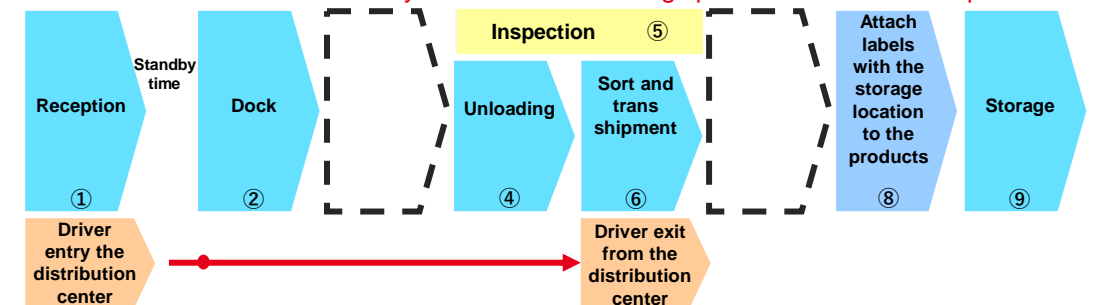 Inspection ⑤
Reception
①
Standby
time
Dock
②
Unloading
④
Sort and
trans
shipment
⑥
Attach
labels
with the
storage
location
to the
products
⑧
Storage
⑨
Driver
entry the
distribution
center
Driver exit
from the
distribution
center